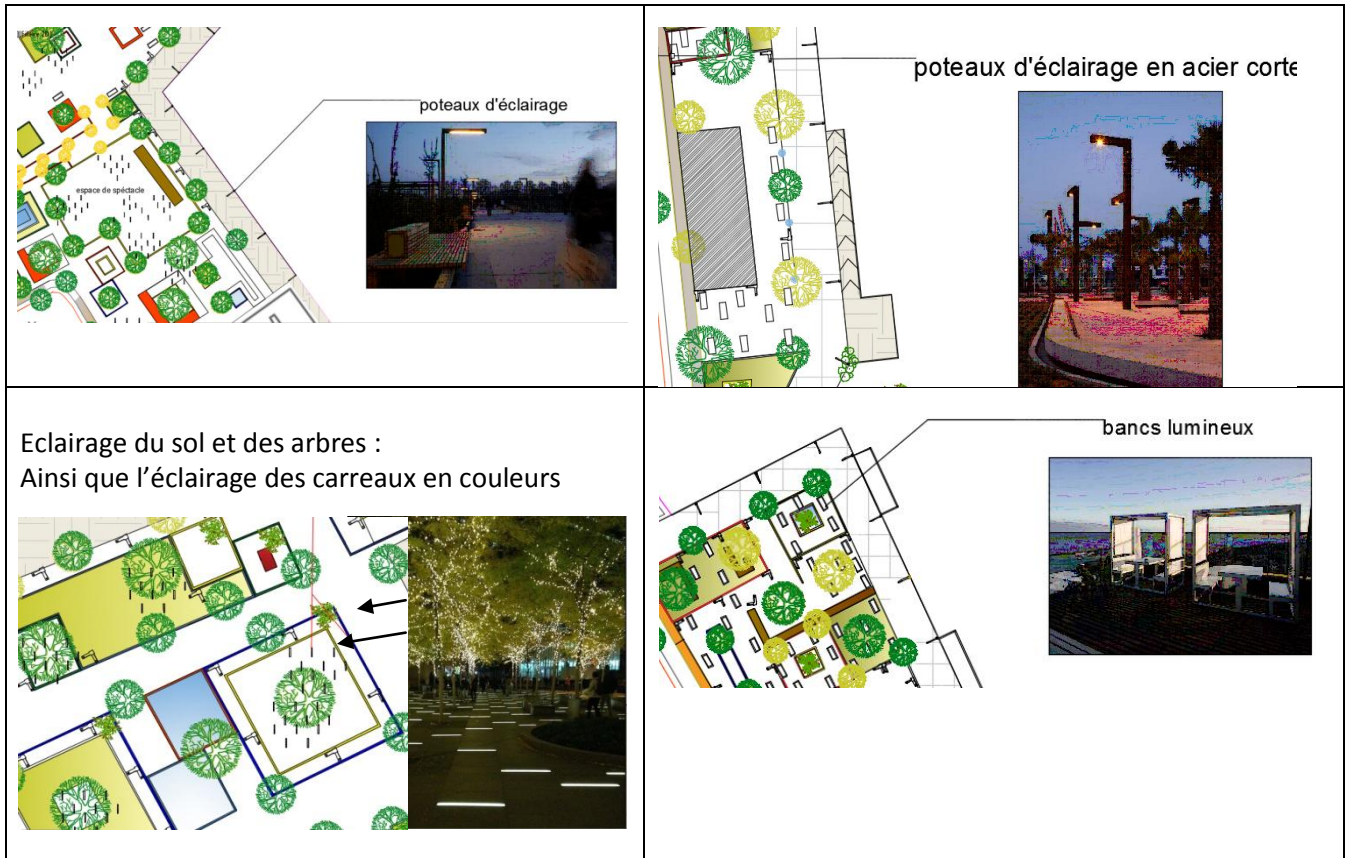 poteaux d'éclairage
espace de spéctacle
poteaux d'éclairage en acier corte
Eclairage du sol et des arbres :
Ainsi que l'éclairage des carreaux en couleurs
bancs lumineux